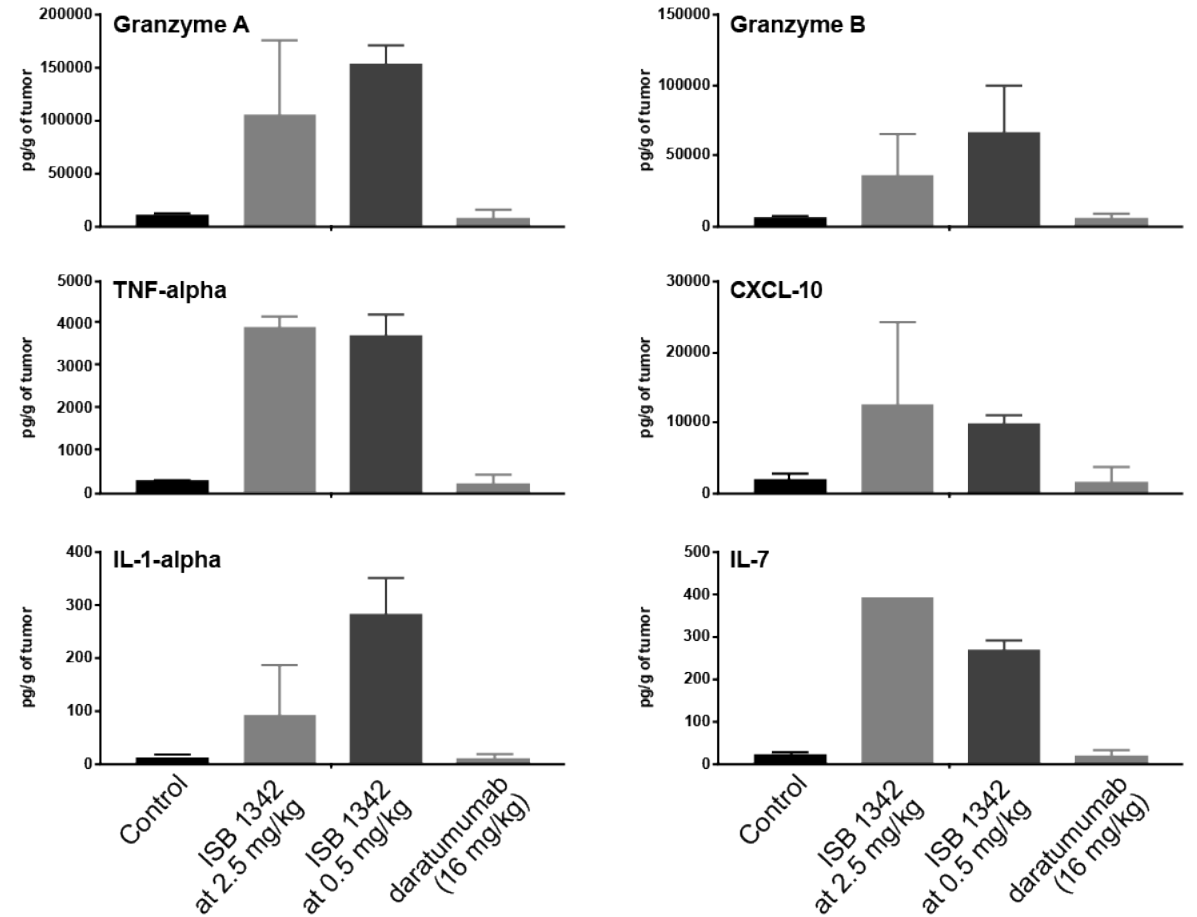 Granzyme A
200000
150000
100000
50000
0
pg/g of tumor
Granzyme B
150000
100000
50000
0
pg/g of tumor
TNF-alpha
5000
4000
3000
2000
1000
0
pg/g of tumor
CXCL-10
30000
20000
10000
0
pg/g of tumor
IL-1-alpha
400
300
200
100
0
pg/g of tumor
IL-7
500
400
300
200
100
0
pg/g of tumor
Control
ISB 1342
at 2.5 mg/kg
ISB 1342
at 0.5 mg/kg
daratumumab
(16 mg/kg)
Control
ISB 1342
at 2.5 mg/kg
ISB 1342
at 0.5 mg/kg
daratumumab
(16 mg/kg)